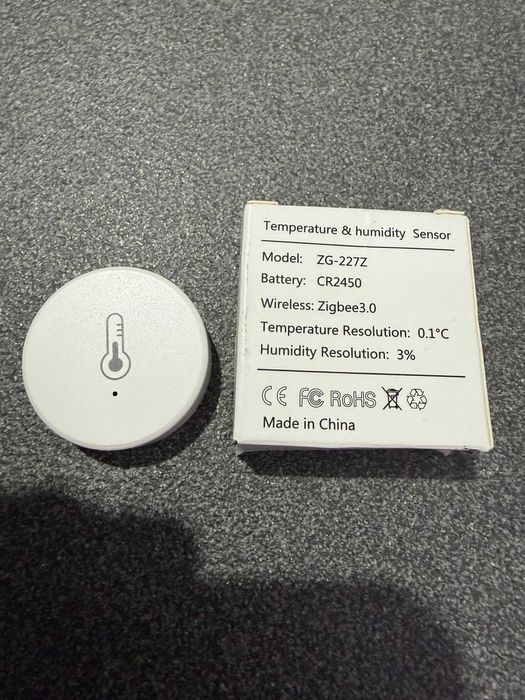 Temperature & humidity Sensor
Model: ZG-227Z
Battery: CR2450
Wireless: Zigbee3.0
Temperature Resolution: 0.1°C
Humidity Resolution: 3%
CE FC RoHS
Made in China